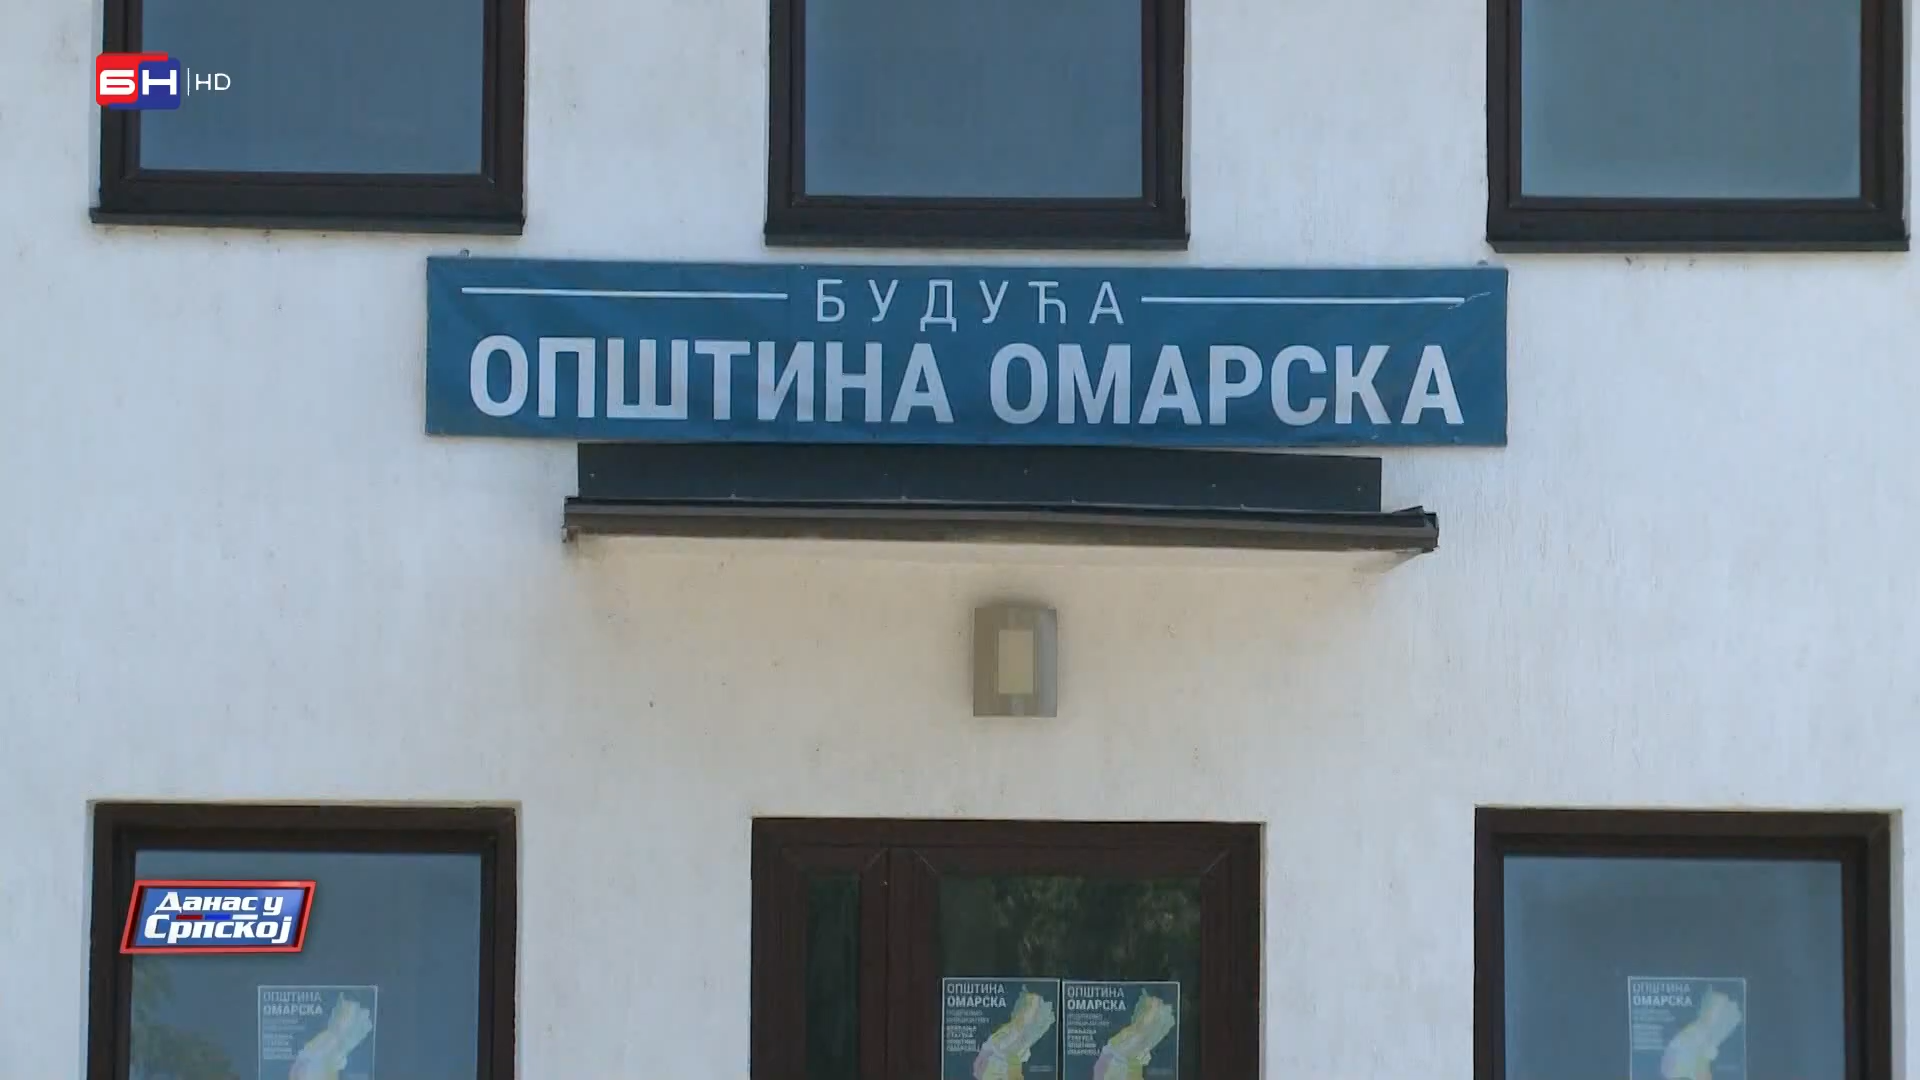 БН HD
БУДУЋА
ОПШТИНА ОМАРСКА
Данас у
Српској
ОПШТИНА
ОМАРСКА
ОПШТИНА
ОМАРСКА
ОПШТИНА
ОМАРСКА
ОПШТИНА
ОМАРСКА